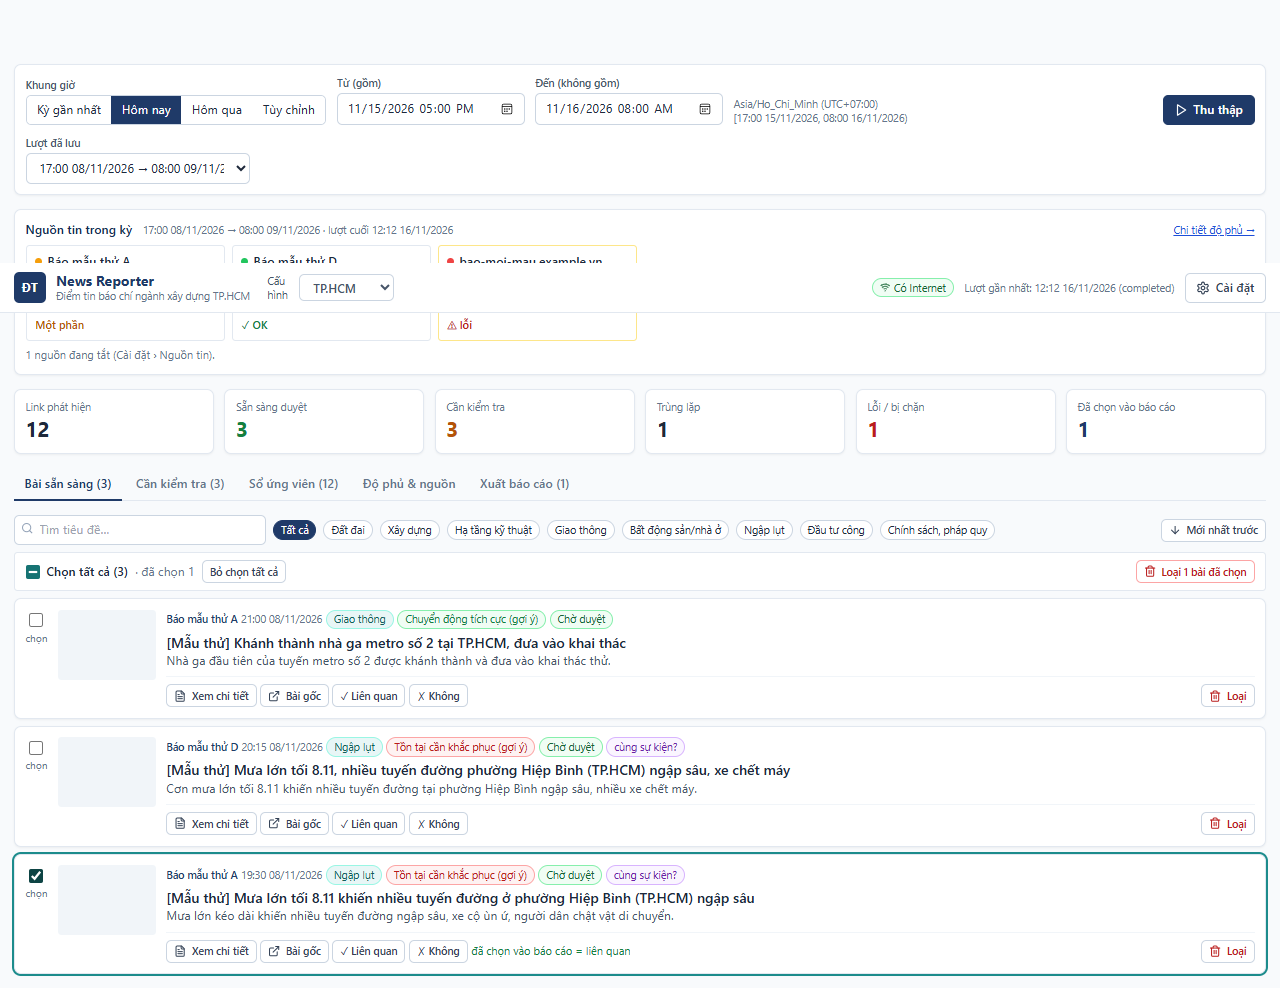 Khung giờ
Kỳ gần nhất Hôm nay Hôm qua Tùy chỉnh
Từ (gồm)
11/15/2026 05:00 PM
Đến (không gồm)
11/16/2026 08:00 AM
Asia/Ho_Chi_Minh (UTC+07:00)
[17:00 15/11/2026, 08:00 16/11/2026)
Thu thập
Lượt đã lưu
17:00 08/11/2026 → 08:00 09/11/2
Nguồn tin trong kỳ 17:00 08/11/2026 → 08:00 09/11/2026 · lượt cuối 12:12 16/11/2026
Chi tiết độ phủ →
Báo mẫu thử A Báo mẫu thử D bao-moi-mau.example.vn
ĐT
News Reporter
Điểm tin báo chí ngành xây dựng TP.HCM
Cấu hình
TP.HCM
Có Internet
Lượt gần nhất: 12:12 16/11/2026 (completed)
Cài đặt
Một phần ✓ OK ⚠ lỗi
1 nguồn đang tắt (Cài đặt › Nguồn tin).
Link phát hiện
12
Sẵn sàng duyệt
3
Cần kiểm tra
3
Trùng lặp
1
Lỗi / bị chặn
1
Đã chọn vào báo cáo
1
Bài sẵn sàng (3) Cần kiểm tra (3) Sổ ứng viên (12) Độ phủ & nguồn Xuất báo cáo (1)
Tìm tiêu đề...
Tất cả Đất đai Xây dựng Hạ tầng kỹ thuật Giao thông Bất động sản/nhà ở Ngập lụt Đầu tư công Chính sách, pháp quy
↓ Mới nhất trước
Chọn tất cả (3) · đã chọn 1 Bỏ chọn tất cả
Loại 1 bài đã chọn
chọn
Báo mẫu thử A 21:00 08/11/2026 Giao thông Chuyển động tích cực (gợi ý) Chờ duyệt
[Mẫu thử] Khánh thành nhà ga metro số 2 tại TP.HCM, đưa vào khai thác
Nhà ga đầu tiên của tuyến metro số 2 được khánh thành và đưa vào khai thác thử.
Xem chi tiết Bài gốc ✓ Liên quan ✗ Không
Loại
chọn
Báo mẫu thử D 20:15 08/11/2026 Ngập lụt Tồn tại cần khắc phục (gợi ý) Chờ duyệt cùng sự kiện?
[Mẫu thử] Mưa lớn tối 8.11, nhiều tuyến đường phường Hiệp Bình (TP.HCM) ngập sâu, xe chết máy
Cơn mưa lớn tối 8.11 khiến nhiều tuyến đường tại phường Hiệp Bình ngập sâu, nhiều xe chết máy.
Xem chi tiết Bài gốc ✓ Liên quan ✗ Không
Loại
chọn
Báo mẫu thử A 19:30 08/11/2026 Ngập lụt Tồn tại cần khắc phục (gợi ý) Chờ duyệt cùng sự kiện?
[Mẫu thử] Mưa lớn tối 8.11 khiến nhiều tuyến đường ở phường Hiệp Bình (TP.HCM) ngập sâu
Mưa lớn kéo dài khiến nhiều tuyến đường ngập sâu, xe cộ ùn ứ, người dân chật vật di chuyển.
Xem chi tiết Bài gốc ✓ Liên quan ✗ Không đã chọn vào báo cáo = liên quan
Loại